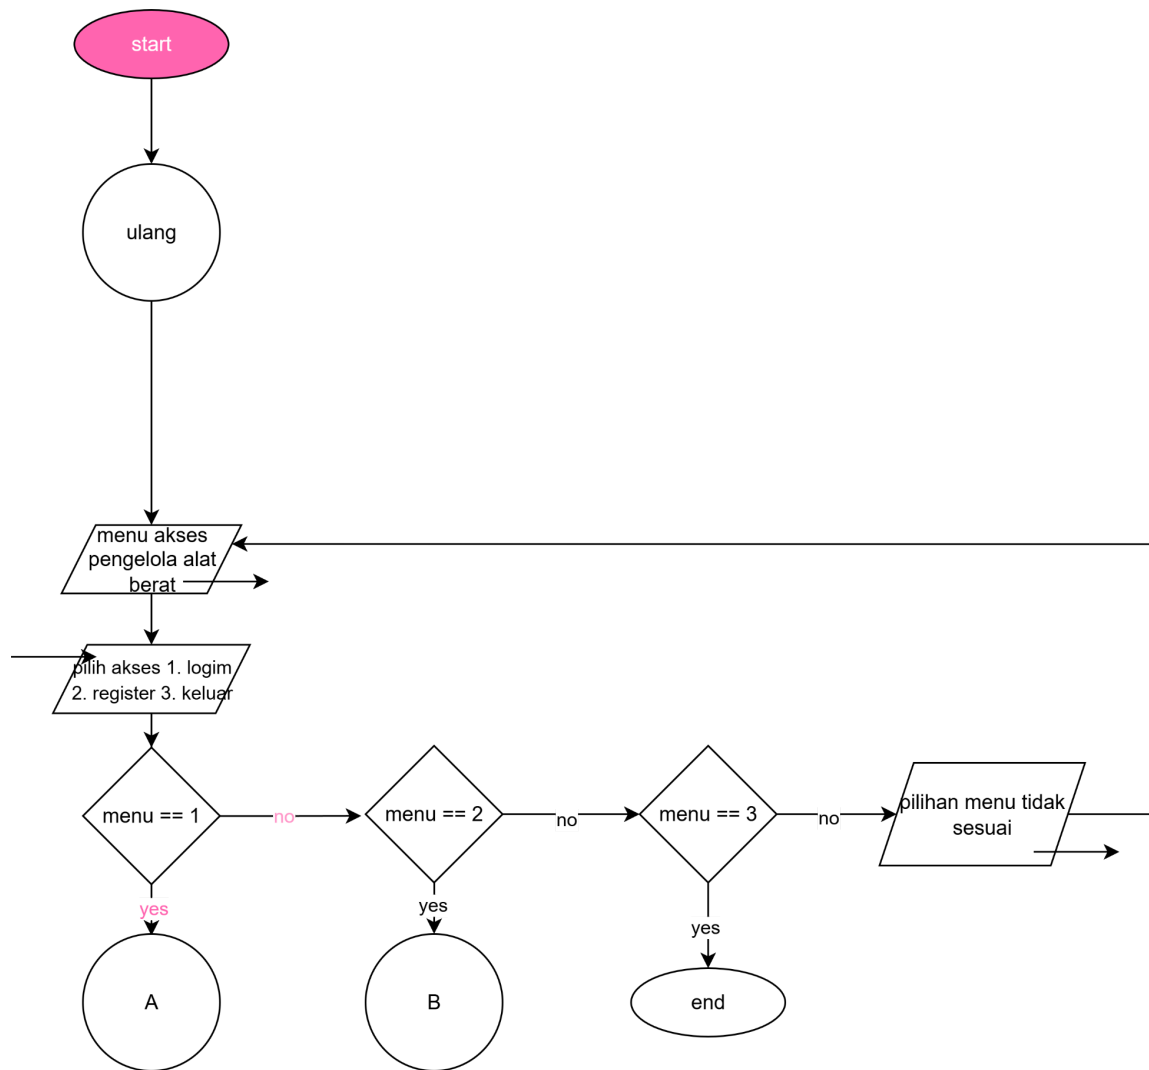 start
ulang
menu akses
pengelola alat
berat
pilih akses 1. logim
2. register 3. keluar
menu == 1
no
menu == 2
no
menu == 3
no
pilihan menu tidak
sesuai
yes
yes
yes
A
B
end